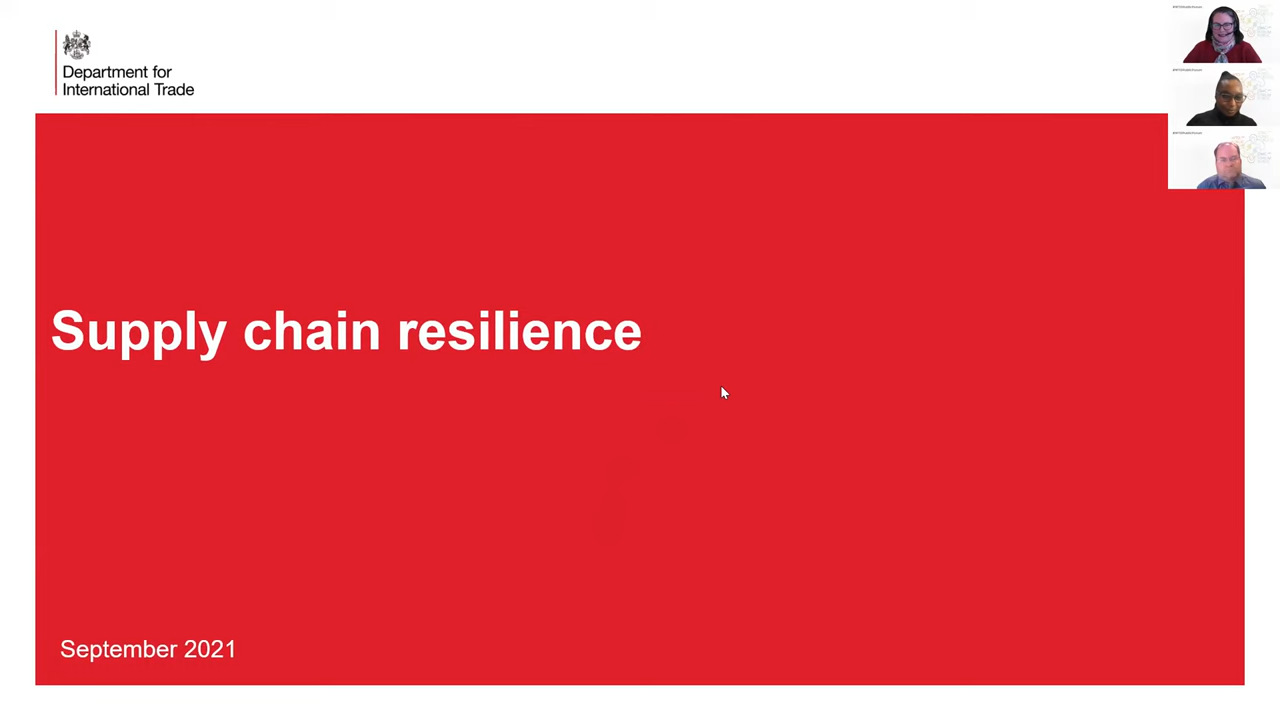 Department for
International Trade
Supply chain resilience
September 2021